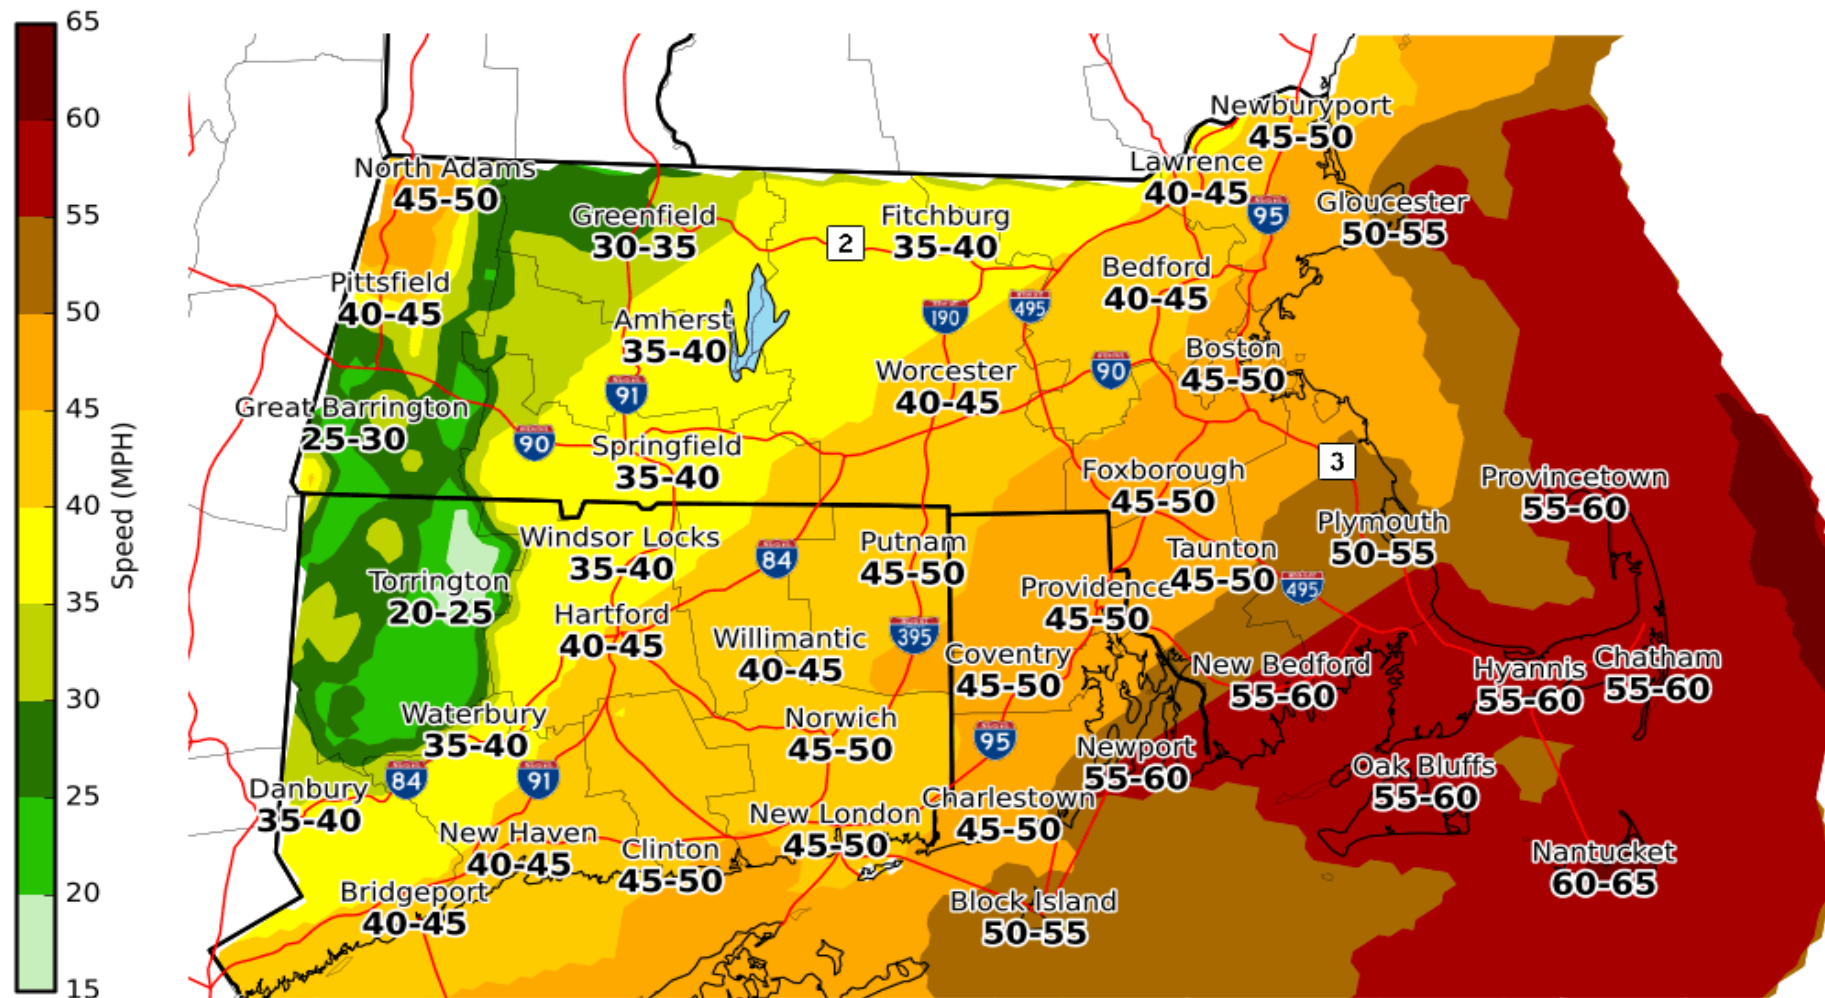 65
60
55
50
45
40
35
30
25
20
15
Speed (MPH)
Newburyport
45-50
North Adams
45-50
Lawrence
40-45
95
Gloucester
50-55
Greenfield
30-35
2
Fitchburg
35-40
Pittsfield
40-45
Bedford
40-45
190
495
Amherst
35-40
Boston
45-50
Worcester
40-45
90
91
Great Barrington
25-30
90
Springfield
35-40
3
Foxborough
45-50
Provincetown
55-60
Windsor Locks
35-40
84
Putnam
45-50
Plymouth
50-55
Taunton
45-50
Torrington
20-25
Providence
45-50
495
Hartford
40-45
Willimantic
40-45
395
Coventry
45-50
New Bedford
55-60
Hyannis
55-60
Chatham
55-60
Waterbury
35-40
Norwich
45-50
95
Newport
55-60
84
91
Oak Bluffs
55-60
Danbury
35-40
New Haven
40-45
Clinton
45-50
New London
45-50
Charlestown
45-50
Nantucket
60-65
Bridgeport
40-45
Block Island
50-55